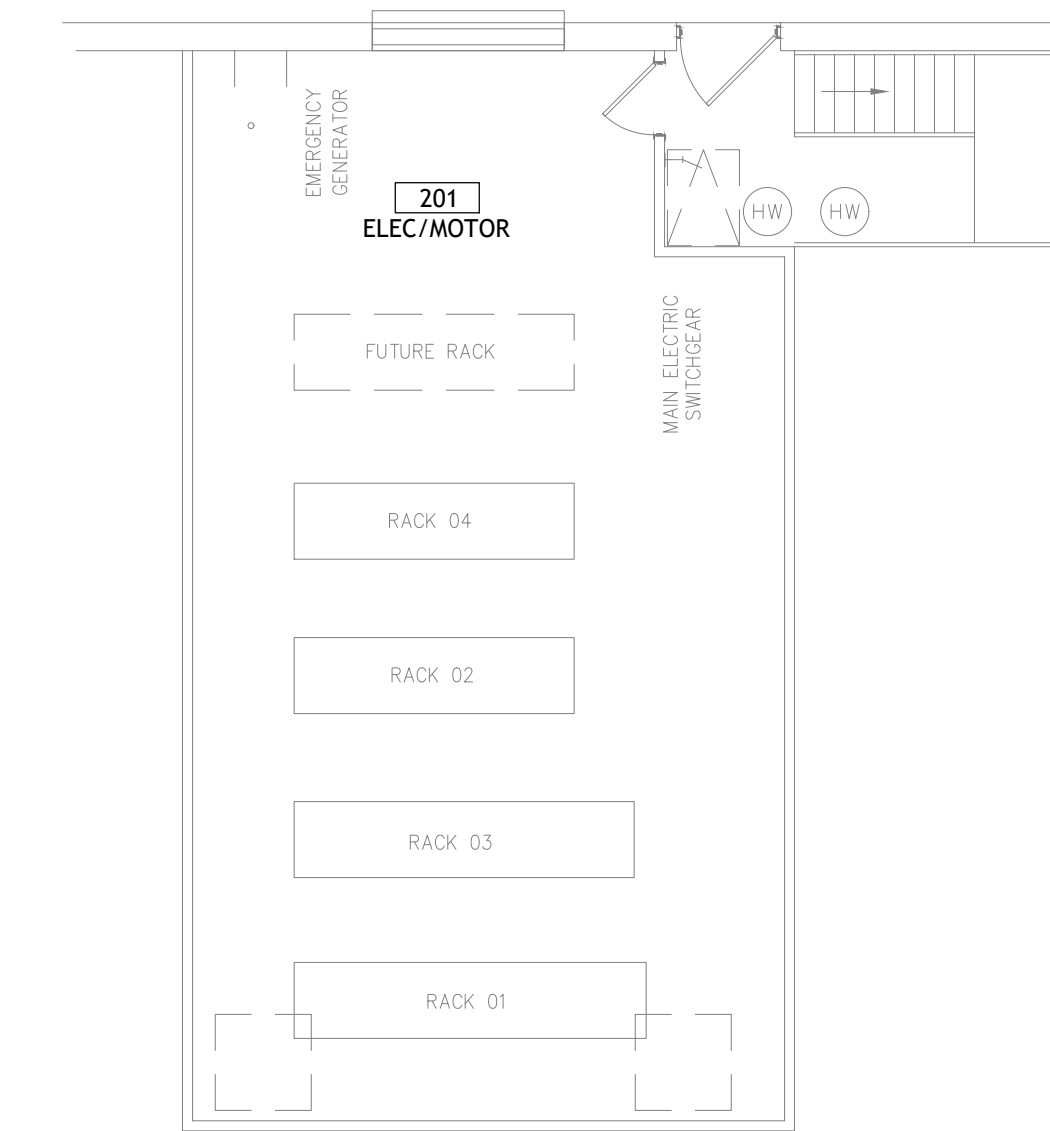 EMERGENCY
GENERATOR
201
ELEC/MOTOR
HW
HW
MAIN ELECTRIC
SWITCHGEAR
FUTURE RACK
RACK 04
RACK 02
RACK 03
RACK 01